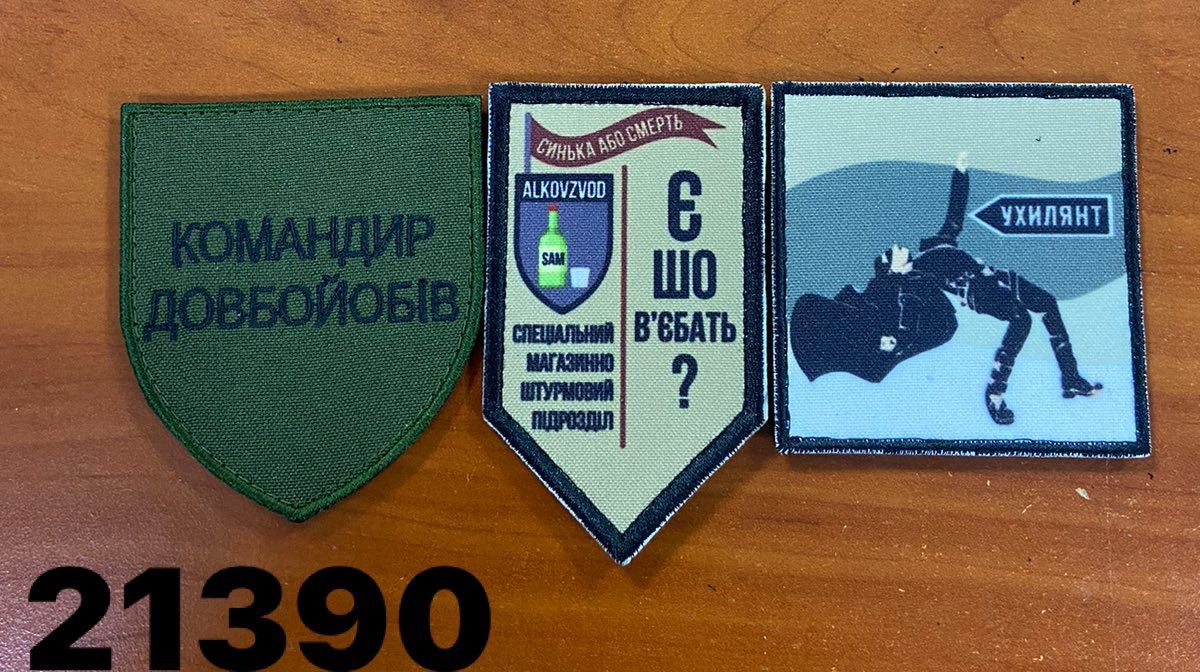 КОМАНДИР
ДОВБОЙОБІВ
СИНЬКА АБО СМЕРТЬ
ALKOVZVOD
SAM
СПЕЦІАЛЬНИЙ
МАГАЗИННО
ШТУРМОВИЙ
ПІДРОЗДІЛ
Є
ШО
В'ЄБАТЬ
?
УХИЛЯНТ
21390